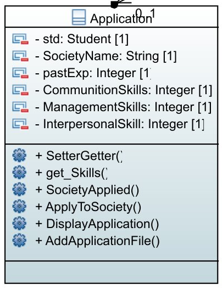 Application
0..1
- std: Student [1]
- SocietyName: String [1]
- pastExp: Integer [1]
- CommunitionSkills: Integer [1]
- ManagementSkills: Integer [1]
- InterpersonalSkill: Integer [1]
+ SetterGetter()
+ get_Skills()
+ SocietyApplied()
+ ApplyToSociety()
+ DisplayApplication()
+ AddApplicationFile()